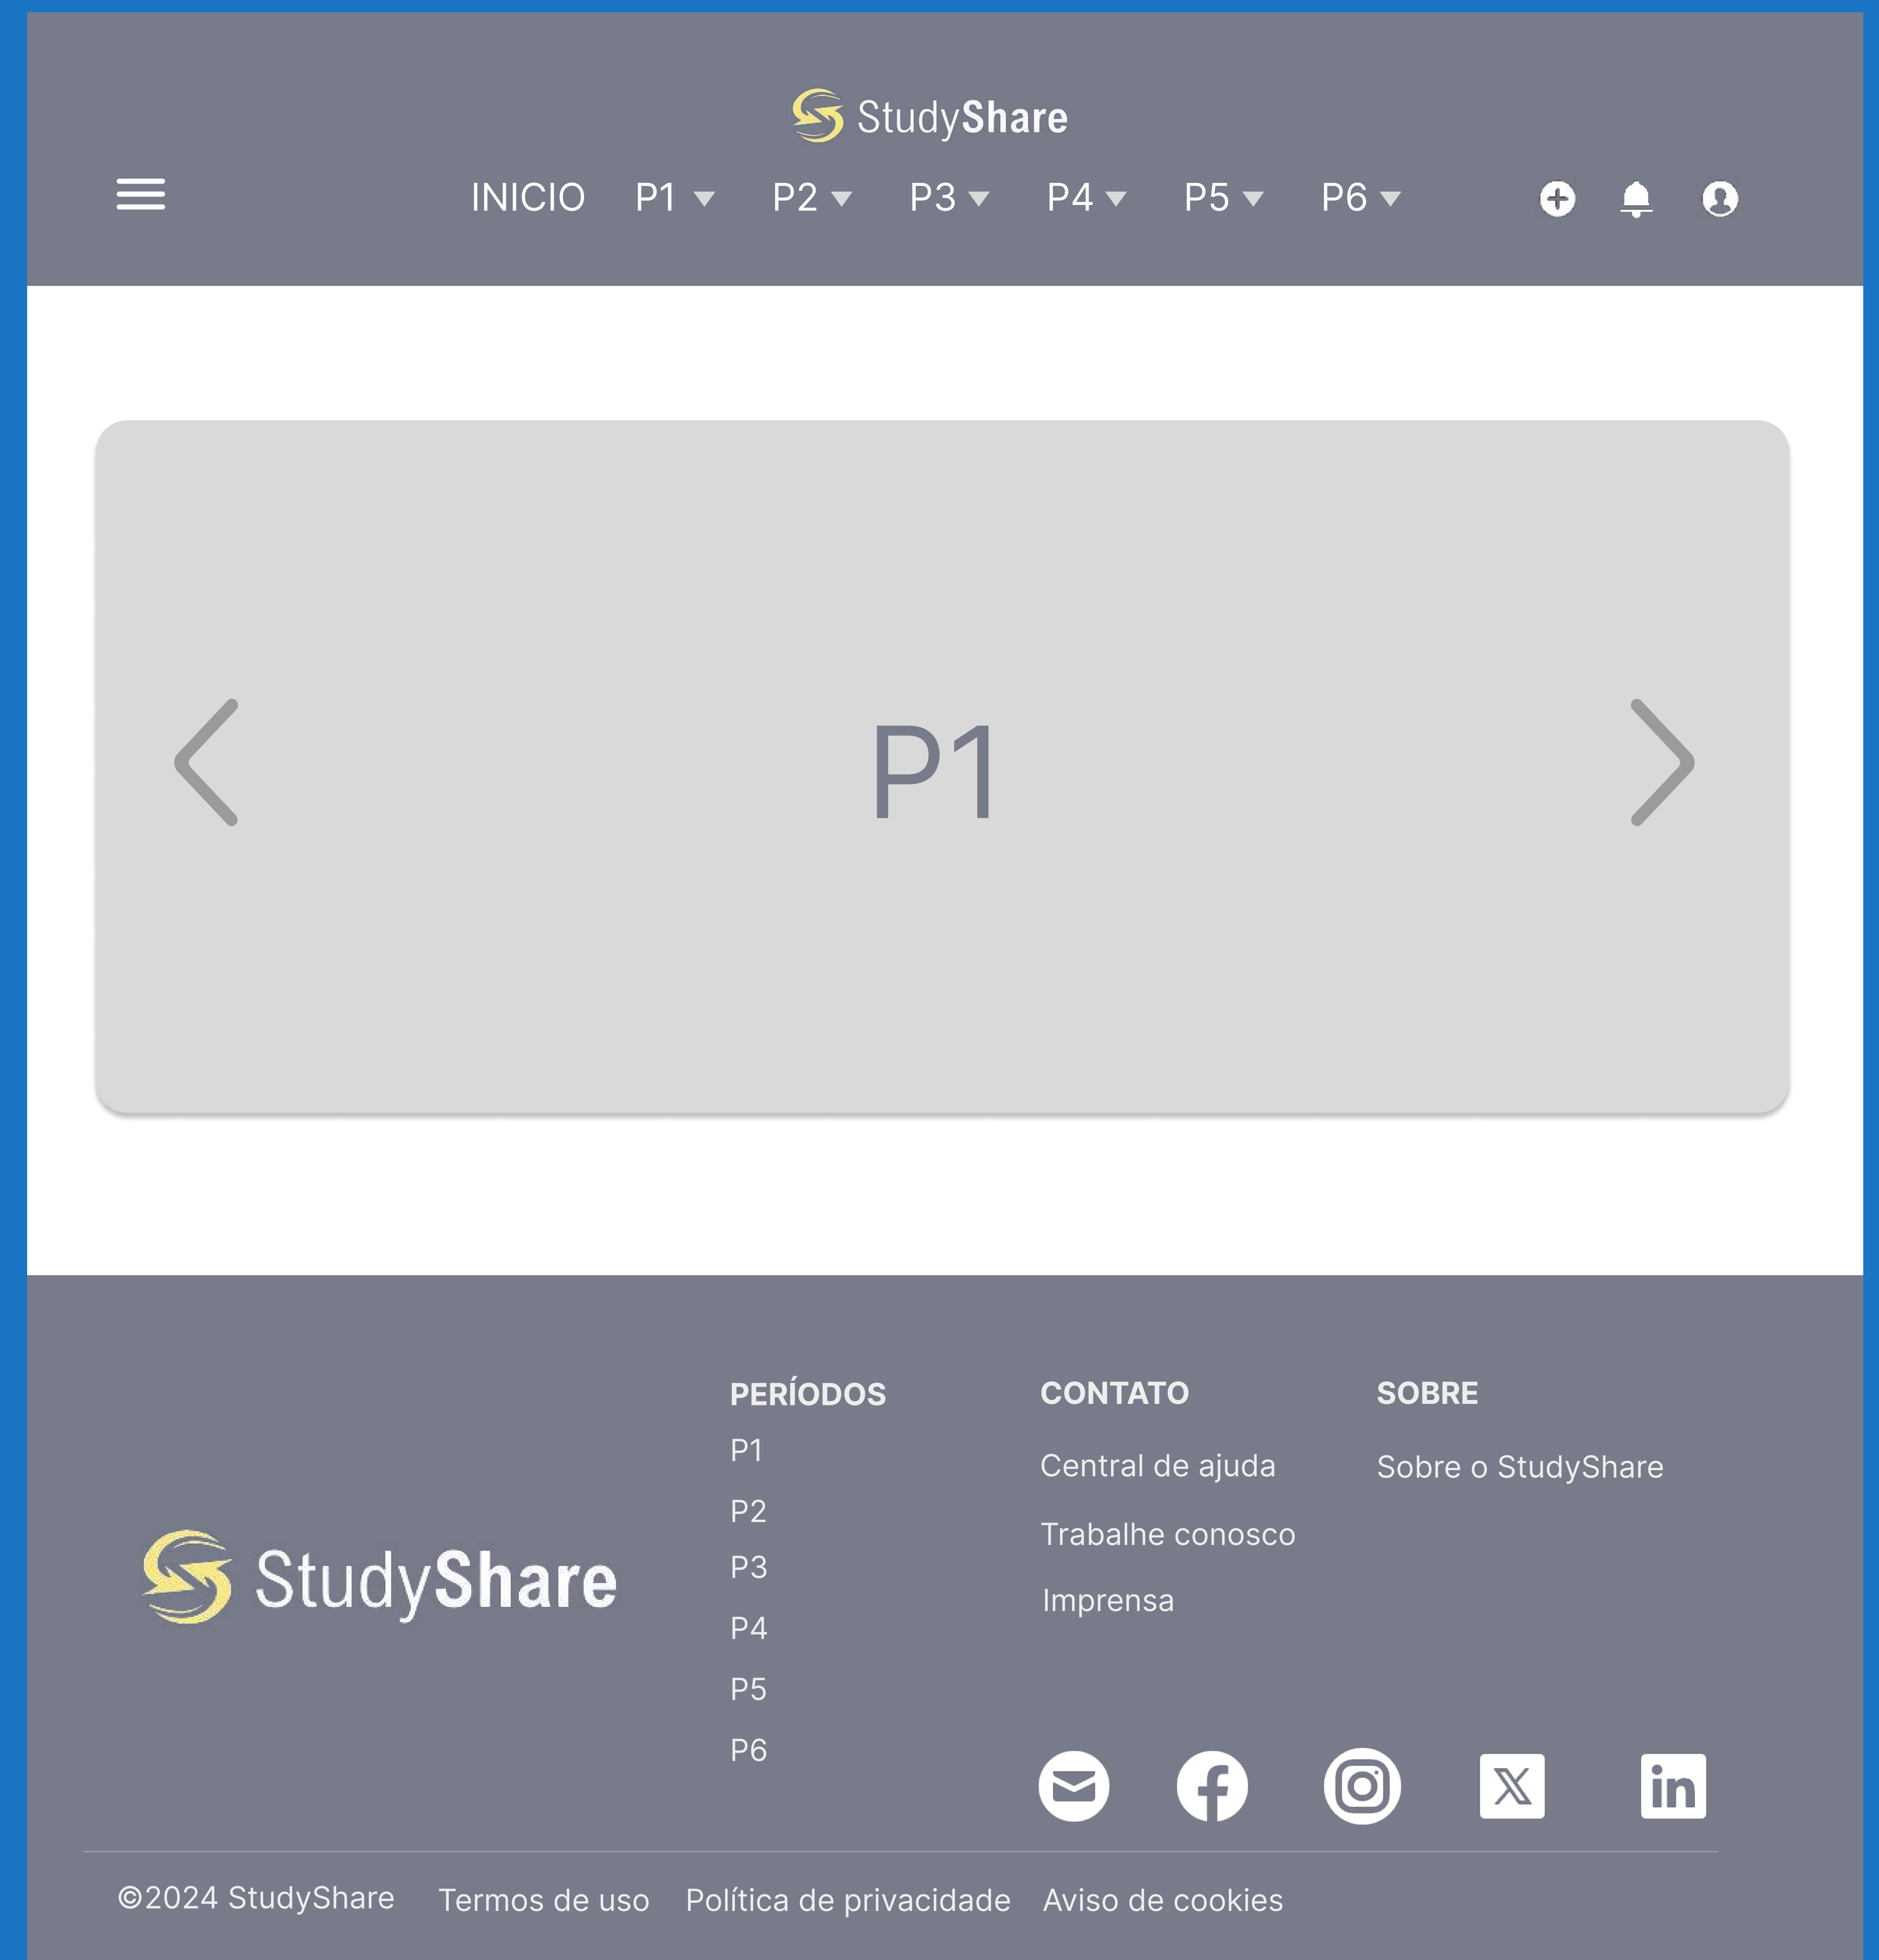 StudyShare
INICIO P1 P2 P3 P4 P5 P6
P1
PERÍODOS
P1
P2
P3
P4
P5
P6
CONTATO
Central de ajuda
Trabalhe conosco
Imprensa
SOBRE
Sobre o StudyShare
StudyShare
©2024 StudyShare Termos de uso Política de privacidade Aviso de cookies